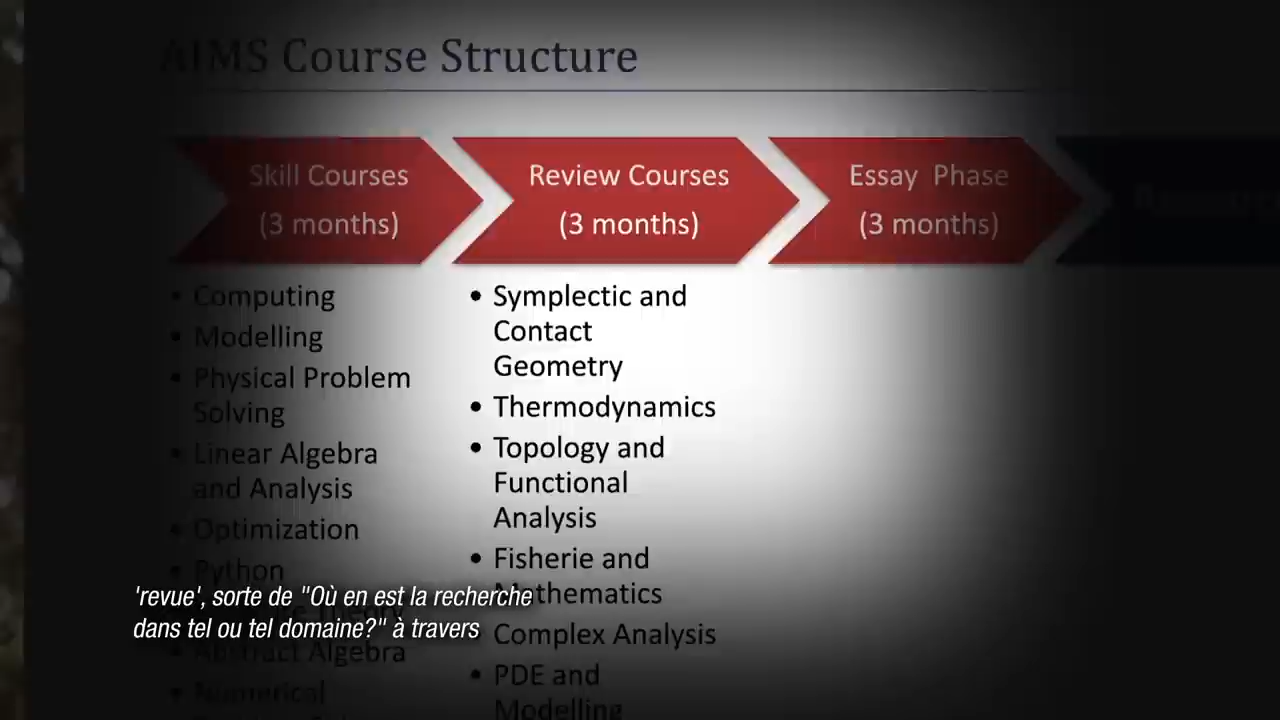 AIMS Course Structure
Skill Courses
(3 months)
Review Courses
(3 months)
Essay Phase
(3 months)
• Computing
• Modelling
• Physical Problem
Solving
• Linear Algebra
and Analysis
• Optimization
• Python
Theory
• Abstract Algebra
• Numerical
• Symplectic and
Contact
Geometry
• Thermodynamics
• Topology and
Functional
Analysis
• Fisherie and
Mathematics
• Complex Analysis
• PDE and
Modelling
'revue', sorte de "Où en est la recherche
dans tel ou tel domaine?" à travers